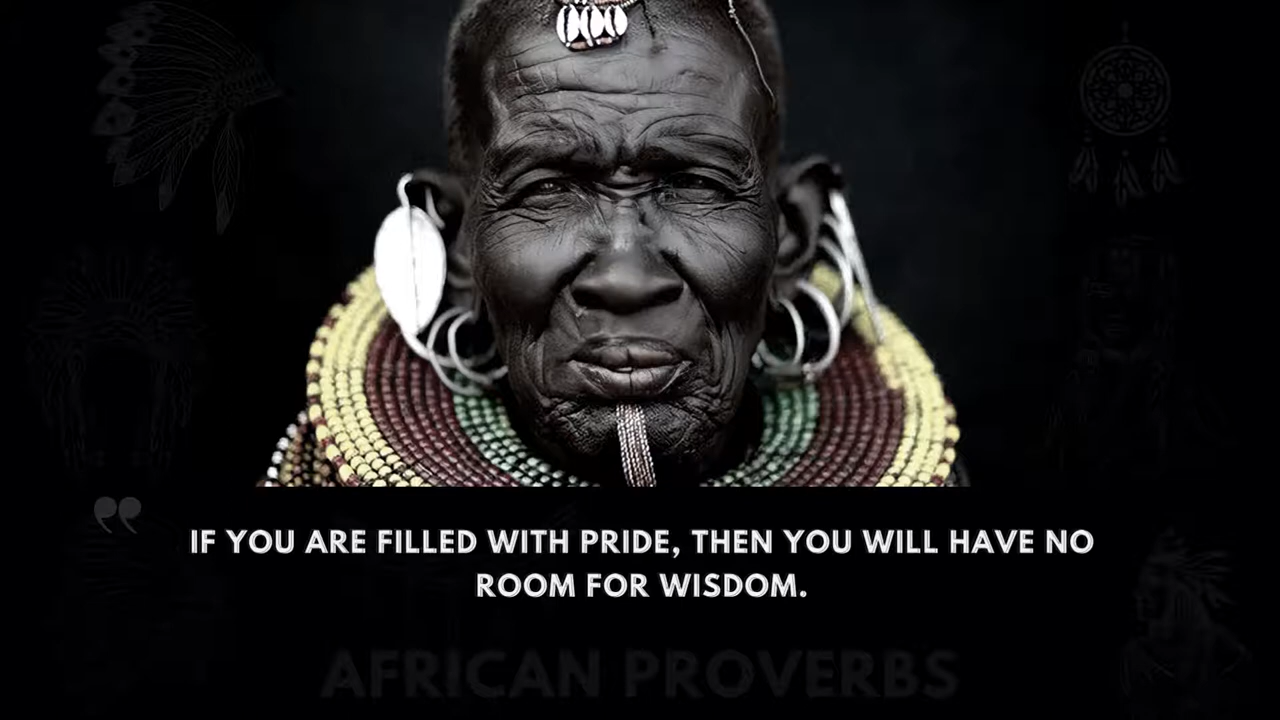 ❞
IF YOU ARE FILLED WITH PRIDE, THEN YOU WILL HAVE NO
ROOM FOR WISDOM.
AFRICAN PROVERBS